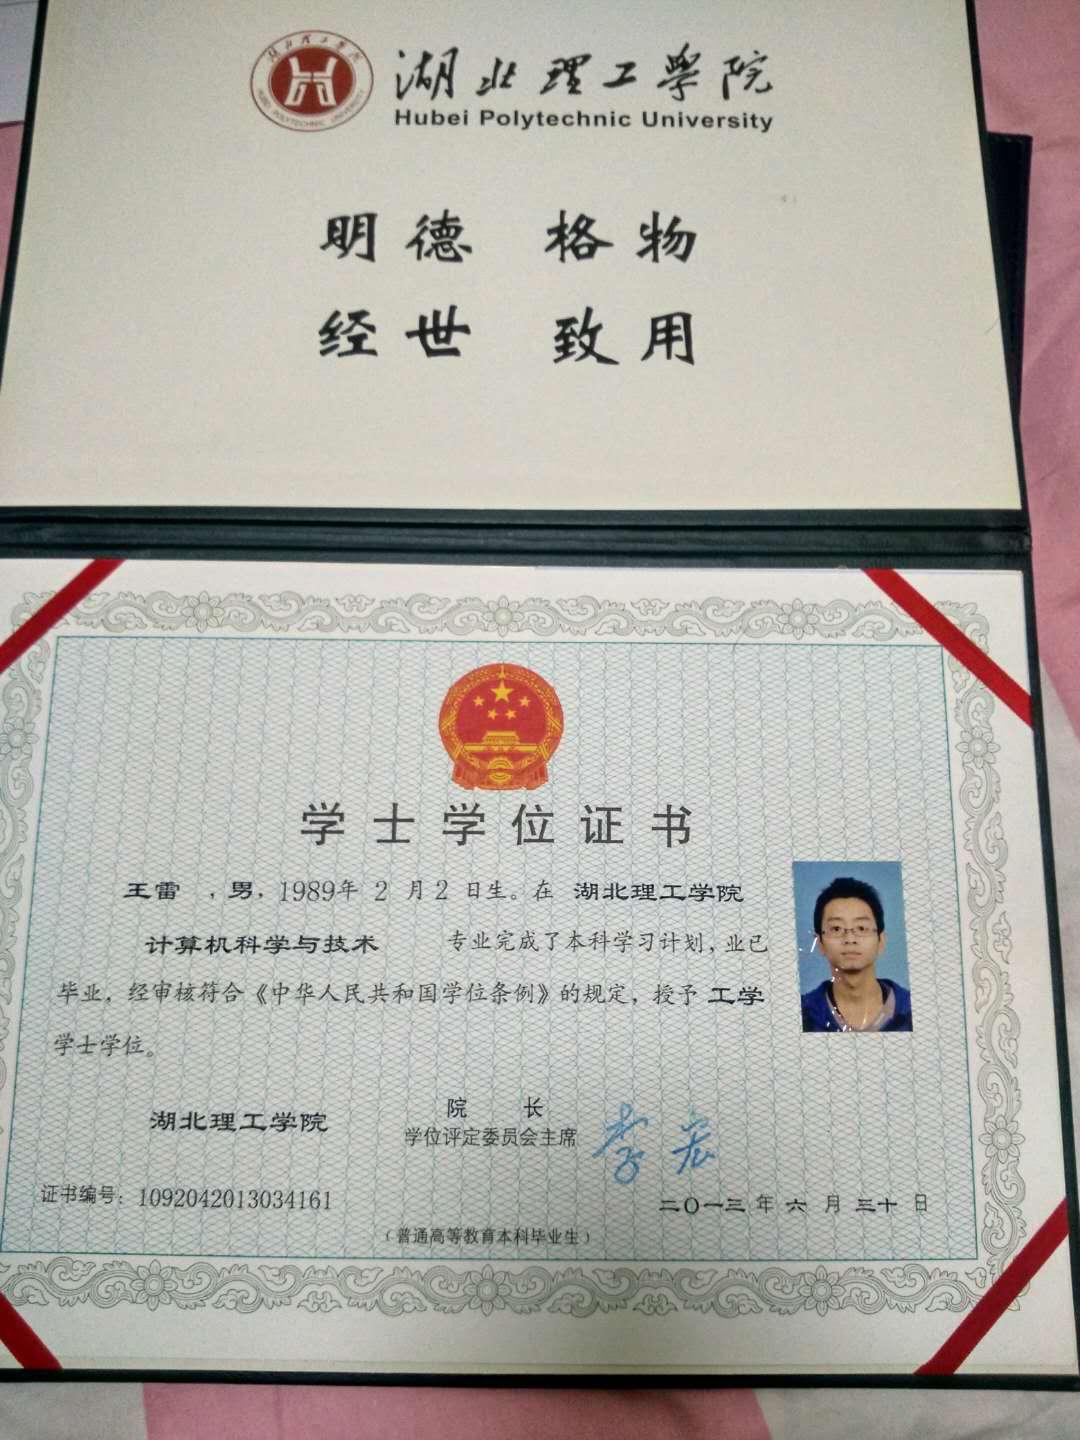 湖北理工学院
HUBEI POLYTECHNIC UNIVERSITY
湖北理工学院
Hubei Polytechnic University
明德 格物
经世 致用
学士学位证书
王雷 ,男,1989年 2 月 2 日生。在 湖北理工学院
计算机科学与技术 专业完成了本科学习计划,业已
毕业,经审核符合《中华人民共和国学位条例》的规定,授予 工学
学士学位。
湖北理工学院
院 长
学位评定委员会主席
李宏
证书编号:1092042013034161
二〇一三 年 六 月 三十 日
(普通高等教育本科毕业生)